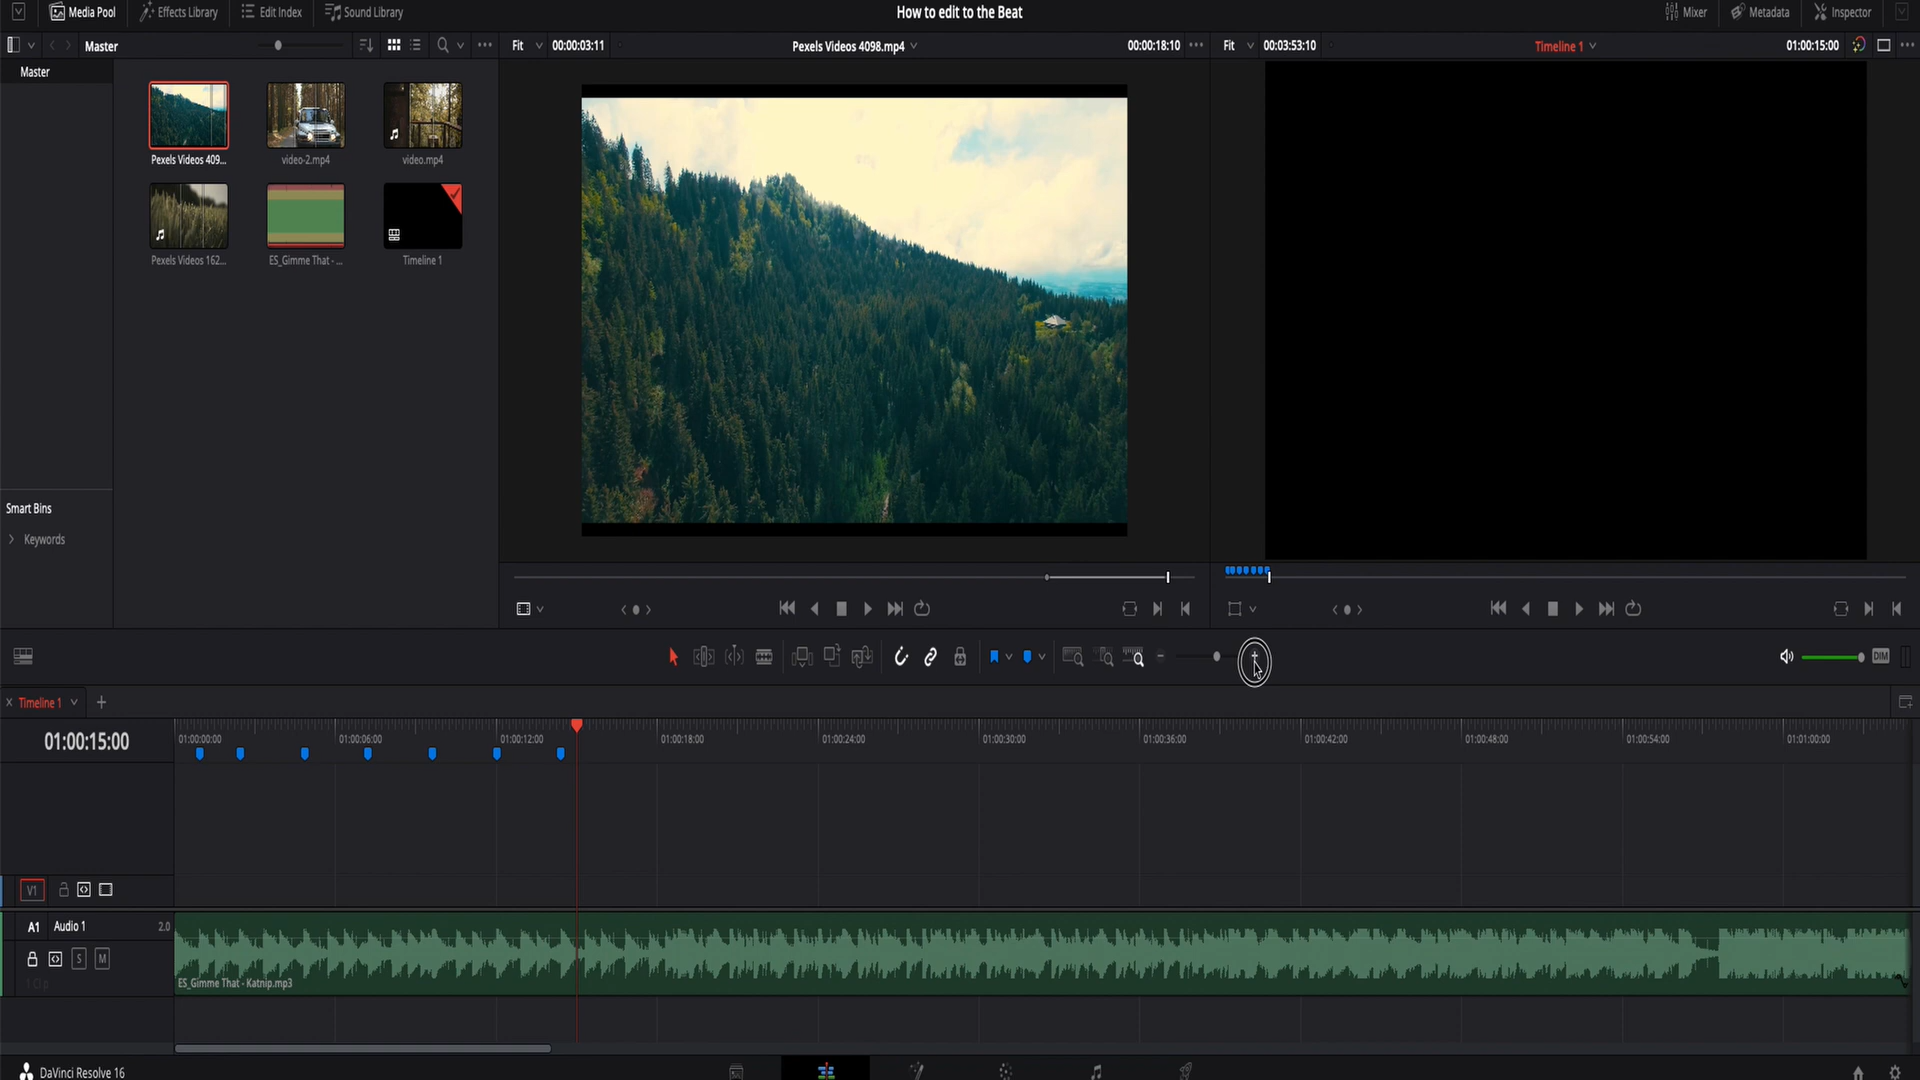 Media Pool
Effects Library
Edit Index
Sound Library
How to edit to the Beat
Mixer
Metadata
Inspector
Master
Fit
00:00:03:11
Pexels Videos 4098.mp4
00:00:18:10
Fit
00:03:53:10
Timeline 1
01:00:15:00
Master
Pexels Videos 409...
video-2.mp4
video.mp4
Pexels Videos 162...
ES_Gimme That - ...
Timeline 1
Smart Bins
Keywords
DIM
Timeline 1
01:00:15:00
01:00:00:00
01:00:06:00
01:00:12:00
01:00:18:00
01:00:24:00
01:00:30:00
01:00:36:00
01:00:42:00
01:00:48:00
01:00:54:00
01:01:00:00
V1
A1
Audio 1
2.0
S
M
1 Clip
ES_Gimme That - Katnip.mp3
DaVinci Resolve 16